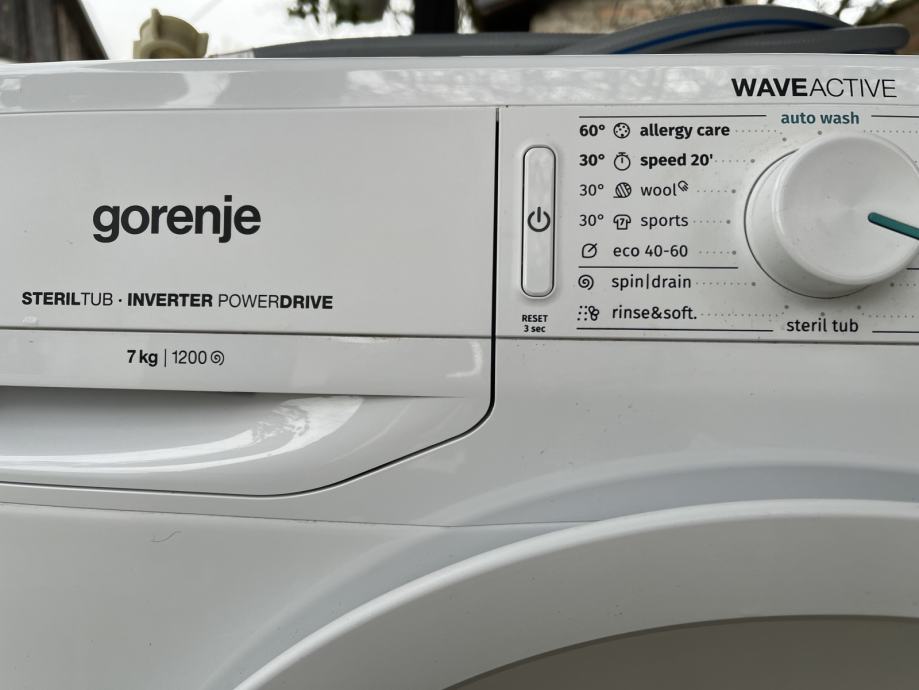 WAVEACTIVE
auto wash
60° allergy care
30° speed 20'
30° wool
30° sports
eco 40-60
spin|drain
rinse&soft.
steril tub
RESET
3 sec
gorenje
STERILTUB · INVERTER POWERDRIVE
7 kg | 1200